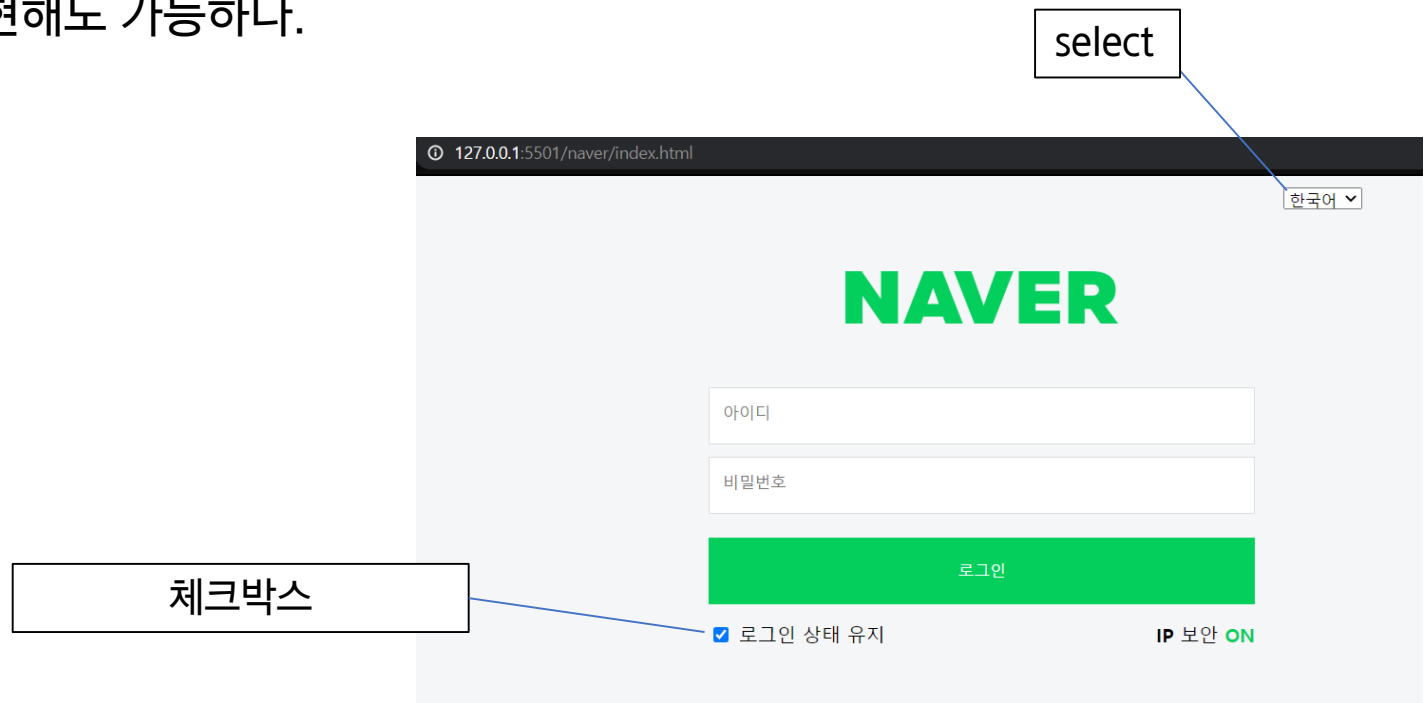 현해도 가능하다.
select
127.0.0.1:5501/naver/index.html
한국어
NAVER
아이디
비밀번호
로그인
체크박스
로그인 상태 유지
IP 보안 ON